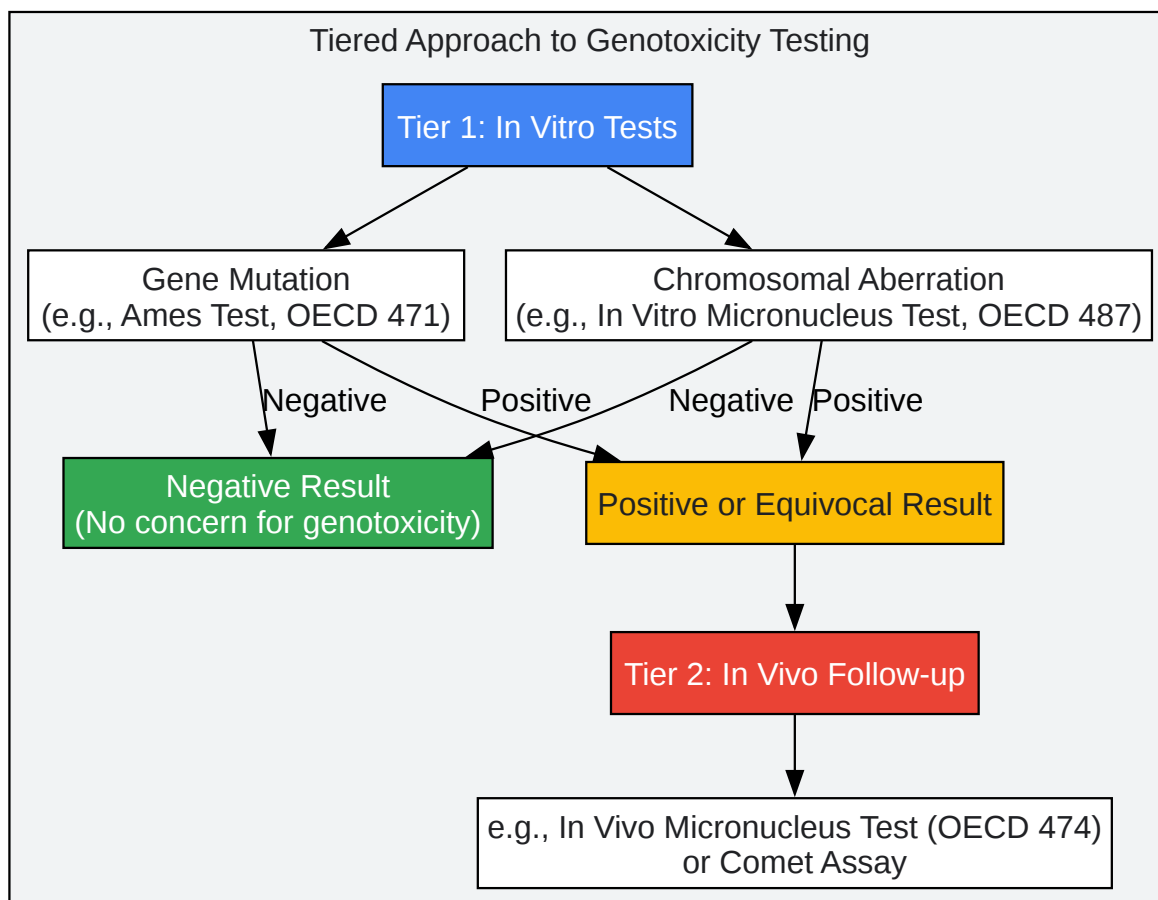 Tiered Approach to Genotoxicity Testing
Tier 1: In Vitro Tests
Gene Mutation
(e.g., Ames Test, OECD 471)
Chromosomal Aberration
(e.g., In Vitro Micronucleus Test, OECD 487)
Negative
Positive
Negative
Positive
Negative Result
(No concern for genotoxicity)
Positive or Equivocal Result
Tier 2: In Vivo Follow-up
e.g., In Vivo Micronucleus Test (OECD 474)
or Comet Assay